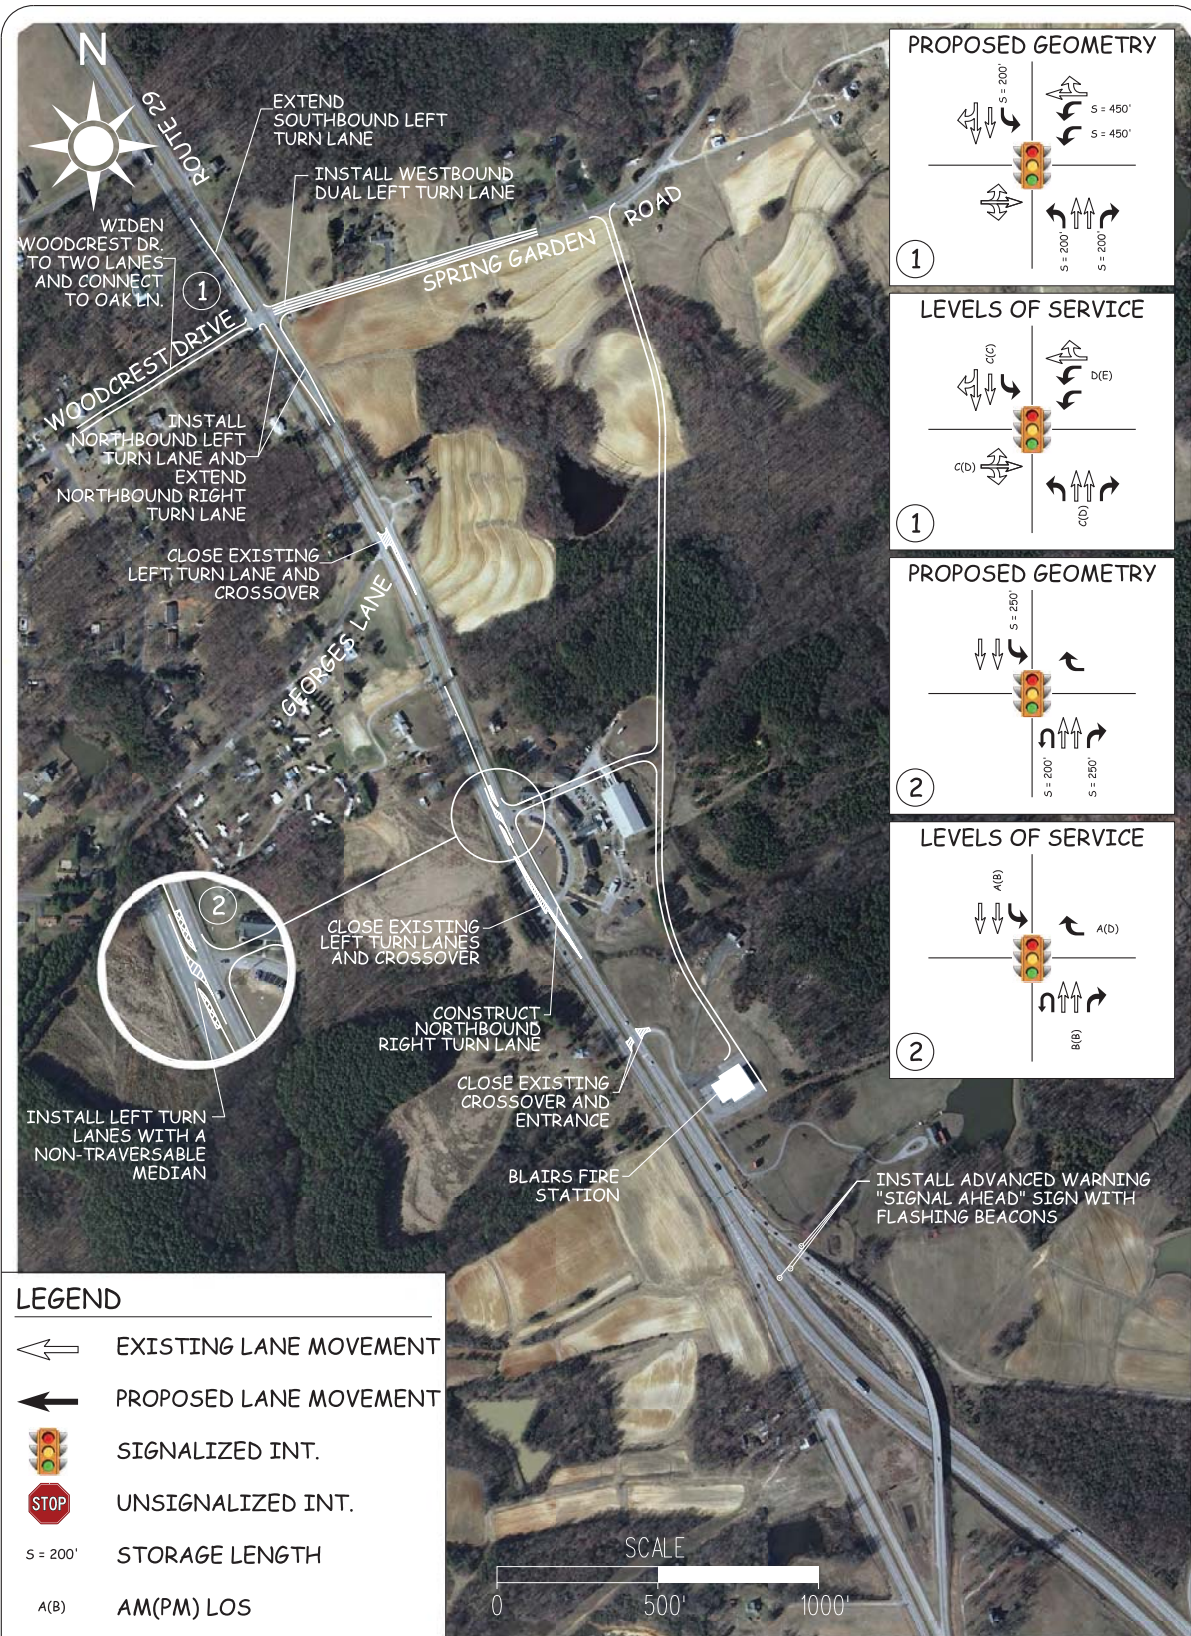 N
ROUTE 29
EXTEND
SOUTHBOUND LEFT
TURN LANE
INSTALL WESTBOUND
DUAL LEFT TURN LANE
WIDEN
WOODCREST DR.
TO TWO LANES
AND CONNECT
TO OAK LN.
1
SPRING GARDEN ROAD
WOODCREST DRIVE
INSTALL
NORTHBOUND LEFT
TURN LANE AND
EXTEND
NORTHBOUND RIGHT
TURN LANE
CLOSE EXISTING
LEFT TURN LANE AND
CROSSOVER
GEORGES LANE
2
CLOSE EXISTING
LEFT TURN LANES
AND CROSSOVER
CONSTRUCT
NORTHBOUND
RIGHT TURN LANE
CLOSE EXISTING
CROSSOVER AND
ENTRANCE
INSTALL LEFT TURN
LANES WITH A
NON-TRAVERSABLE
MEDIAN
BLAIRS FIRE
STATION
INSTALL ADVANCED WARNING
"SIGNAL AHEAD" SIGN WITH
FLASHING BEACONS
PROPOSED GEOMETRY
S = 200'
S = 450'
S = 450'
S = 200'
S = 200'
1
LEVELS OF SERVICE
C(C)
D(E)
C(D)
C(D)
1
PROPOSED GEOMETRY
S = 250'
S = 200'
S = 250'
2
LEVELS OF SERVICE
A(B)
A(D)
B(B)
2
LEGEND
EXISTING LANE MOVEMENT
PROPOSED LANE MOVEMENT
SIGNALIZED INT.
STOP UNSIGNALIZED INT.
S = 200' STORAGE LENGTH
A(B) AM(PM) LOS
SCALE
0 500' 1000'